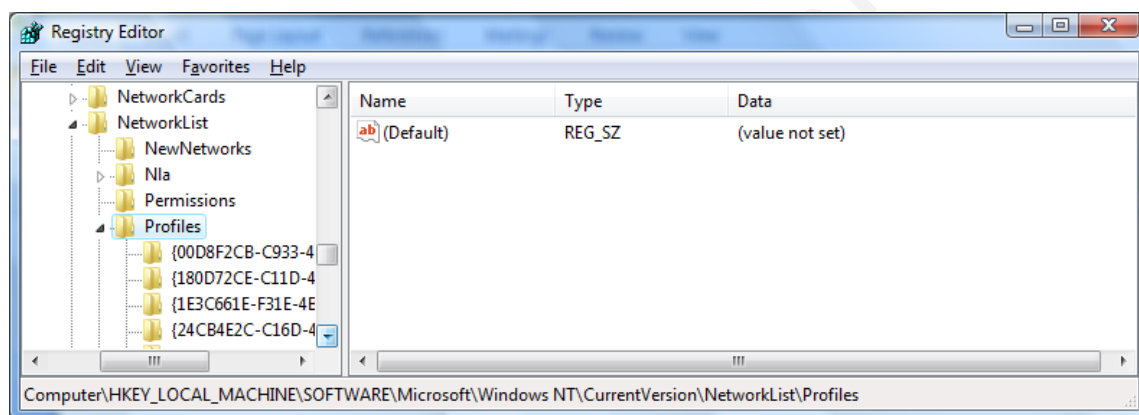 Registry Editor
File Edit View Favorites Help
NetworkCards
NetworkList
NewNetworks
Nla
Permissions
Profiles
{00D8F2CB-C933-4
{180D72CE-C11D-4
{1E3C661E-F31E-4E
{24CB4E2C-C16D-4
Name Type Data
ab (Default) REG_SZ (value not set)
Computer\HKEY_LOCAL_MACHINE\SOFTWARE\Microsoft\Windows NT\CurrentVersion\NetworkList\Profiles